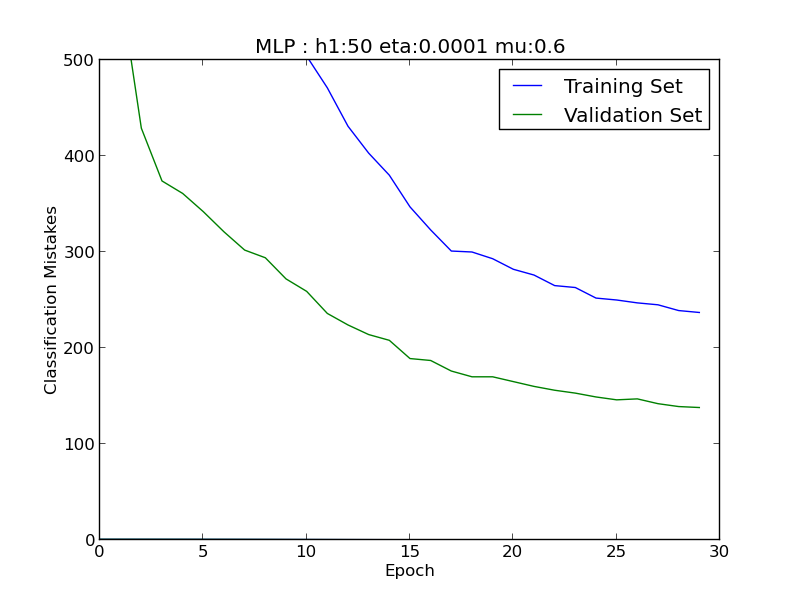 MLP : h1:50 eta:0.0001 mu:0.6
Training Set
Validation Set
500
400
300
200
100
0
Classification Mistakes
0 5 10 15 20 25 30
Epoch